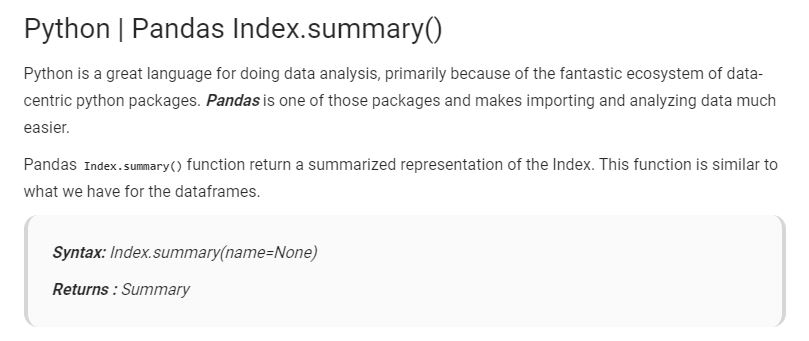 Python | Pandas Index.summary()
Python is a great language for doing data analysis, primarily because of the fantastic ecosystem of data-
centric python packages. Pandas is one of those packages and makes importing and analyzing data much
easier.
Pandas Index.summary() function return a summarized representation of the Index. This function is similar to
what we have for the dataframes.
Syntax: Index.summary(name=None)
Returns : Summary